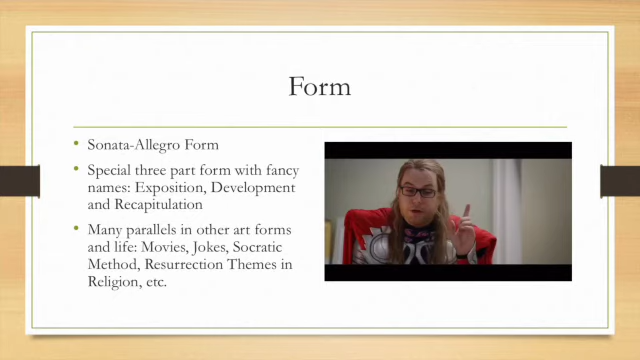 Form
• Sonata-Allegro Form
• Special three part form with fancy
names: Exposition, Development
and Recapitulation
• Many parallels in other art forms
and life: Movies, Jokes, Socratic
Method, Resurrection Themes in
Religion, etc.